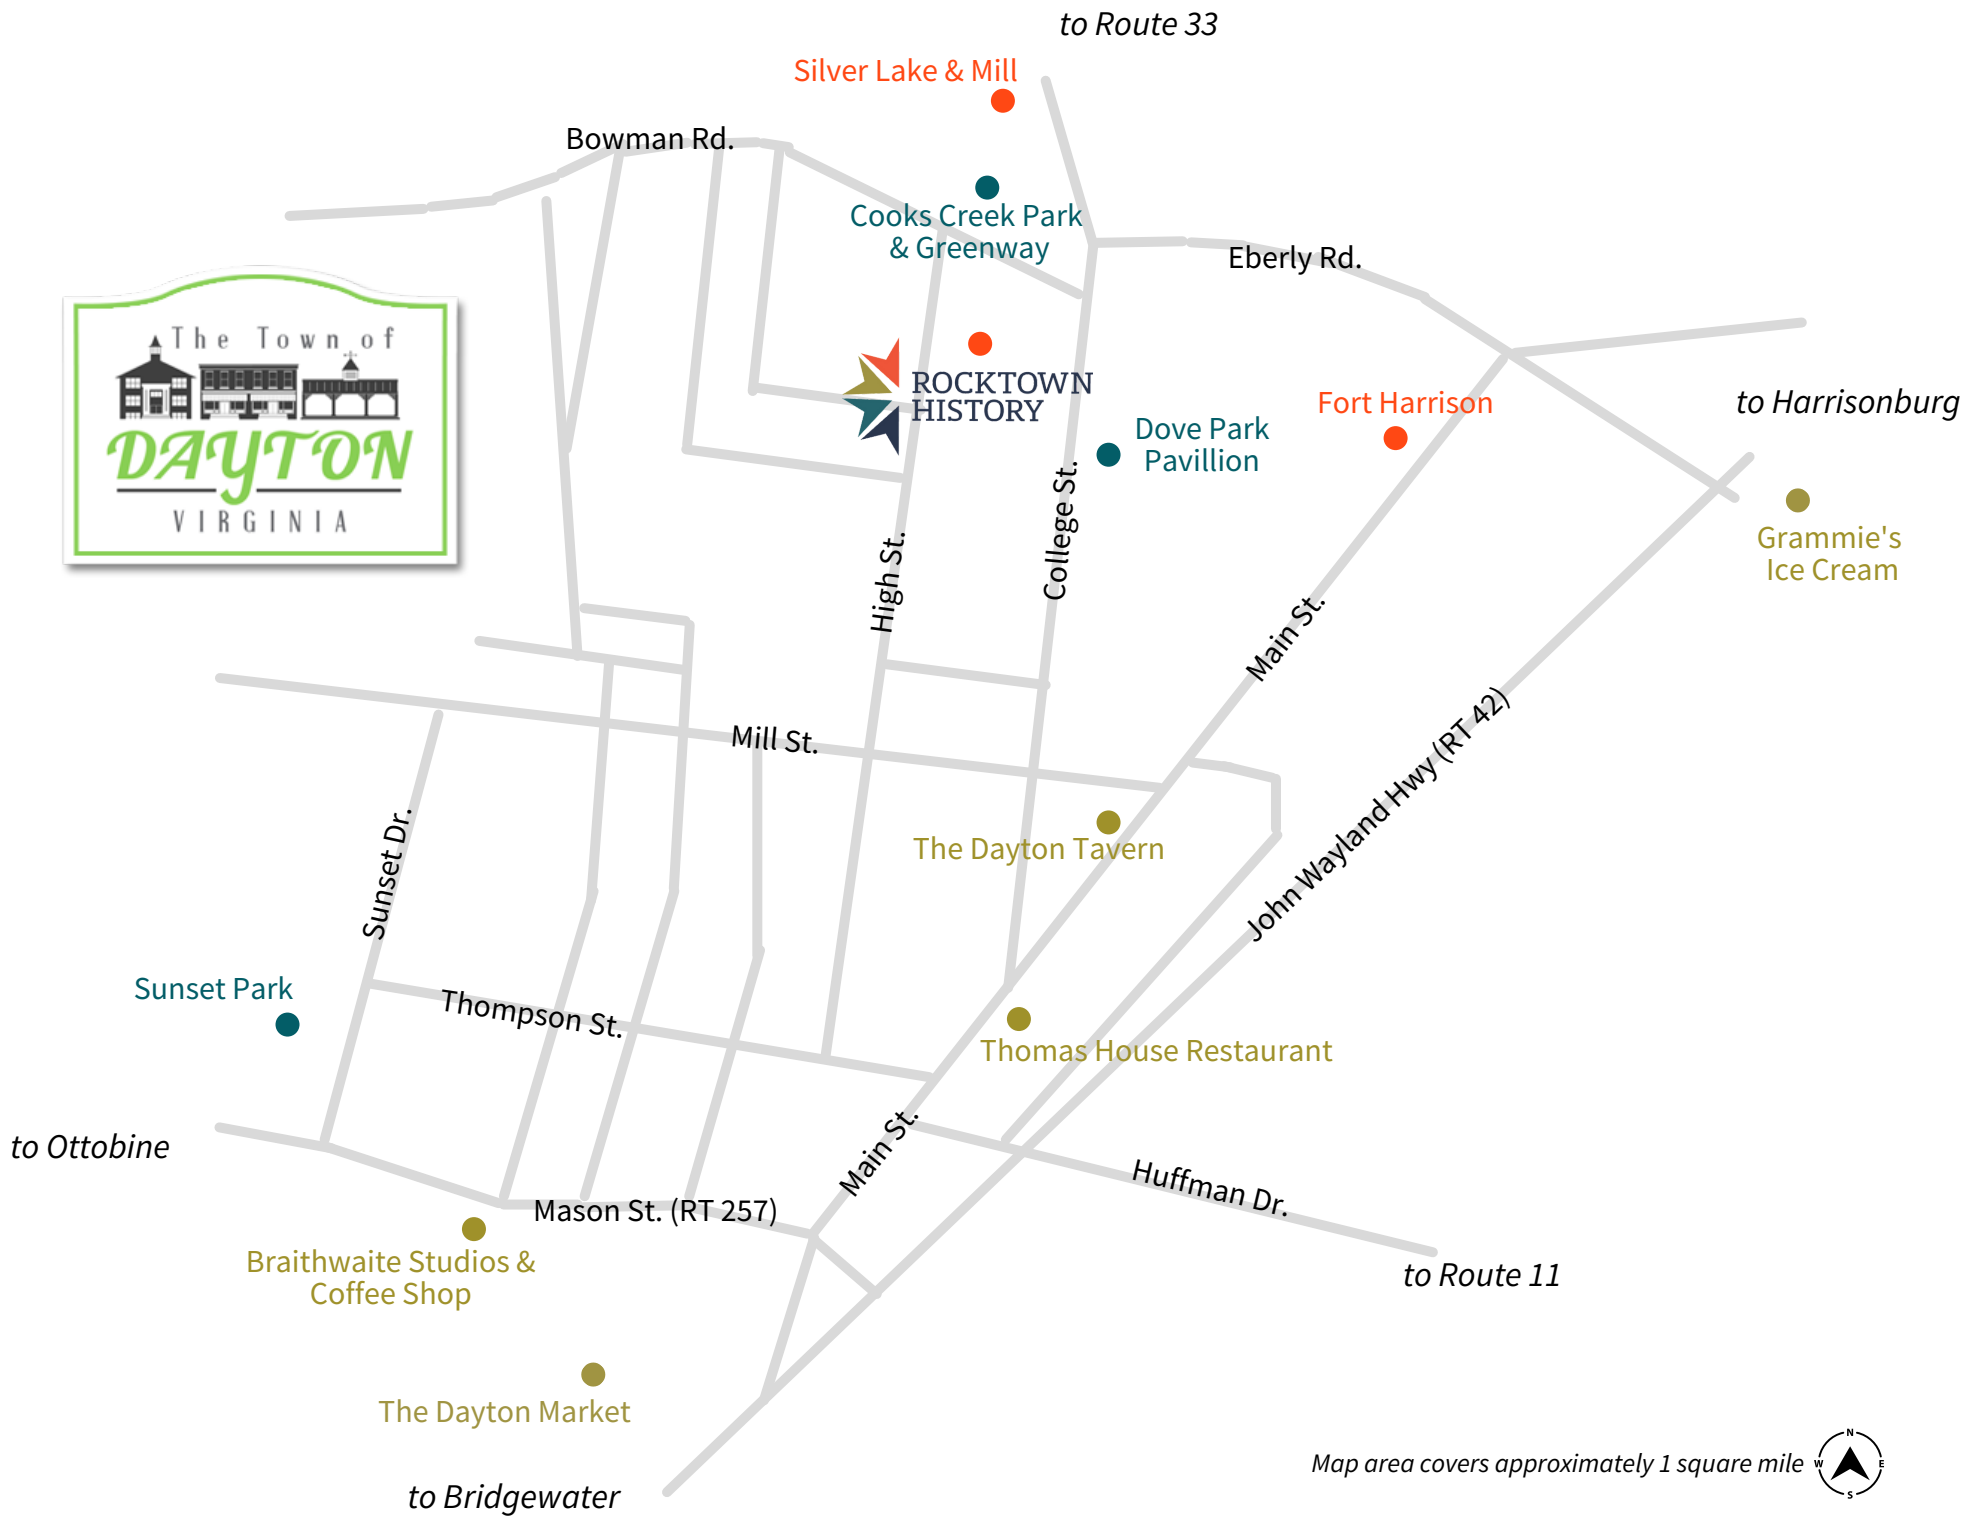 to Route 33
Silver Lake & Mill
Bowman Rd.
Cooks Creek Park
& Greenway
Eberly Rd.
The Town of
DAYTON
VIRGINIA
ROCKTOWN
HISTORY
Fort Harrison
to Harrisonburg
Dove Park
Pavillion
Grammie's
Ice Cream
High St.
College St.
Main St.
Mill St.
John Wayland Hwy (RT 42)
Sunset Dr.
The Dayton Tavern
Sunset Park
Thompson St.
Thomas House Restaurant
to Ottobine
Main St.
Huffman Dr.
Mason St. (RT 257)
Braithwaite Studios &
Coffee Shop
to Route 11
The Dayton Market
to Bridgewater
Map area covers approximately 1 square mile
N
W
E
S